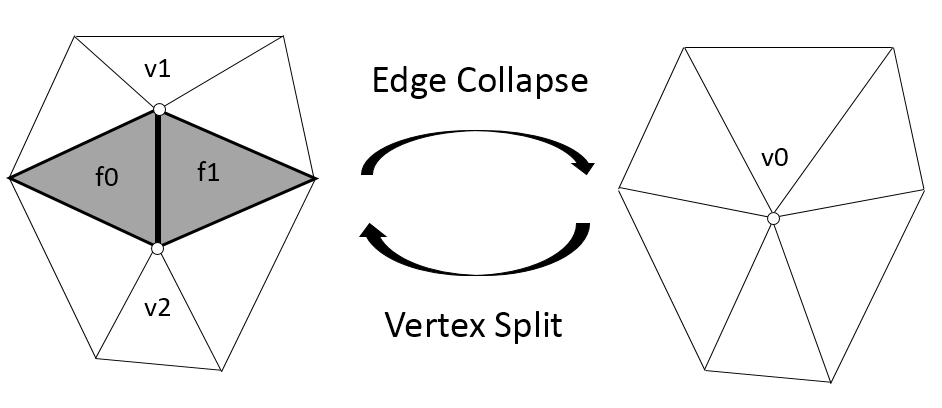 v1
f0
f1
v2
Edge Collapse
Vertex Split
v0